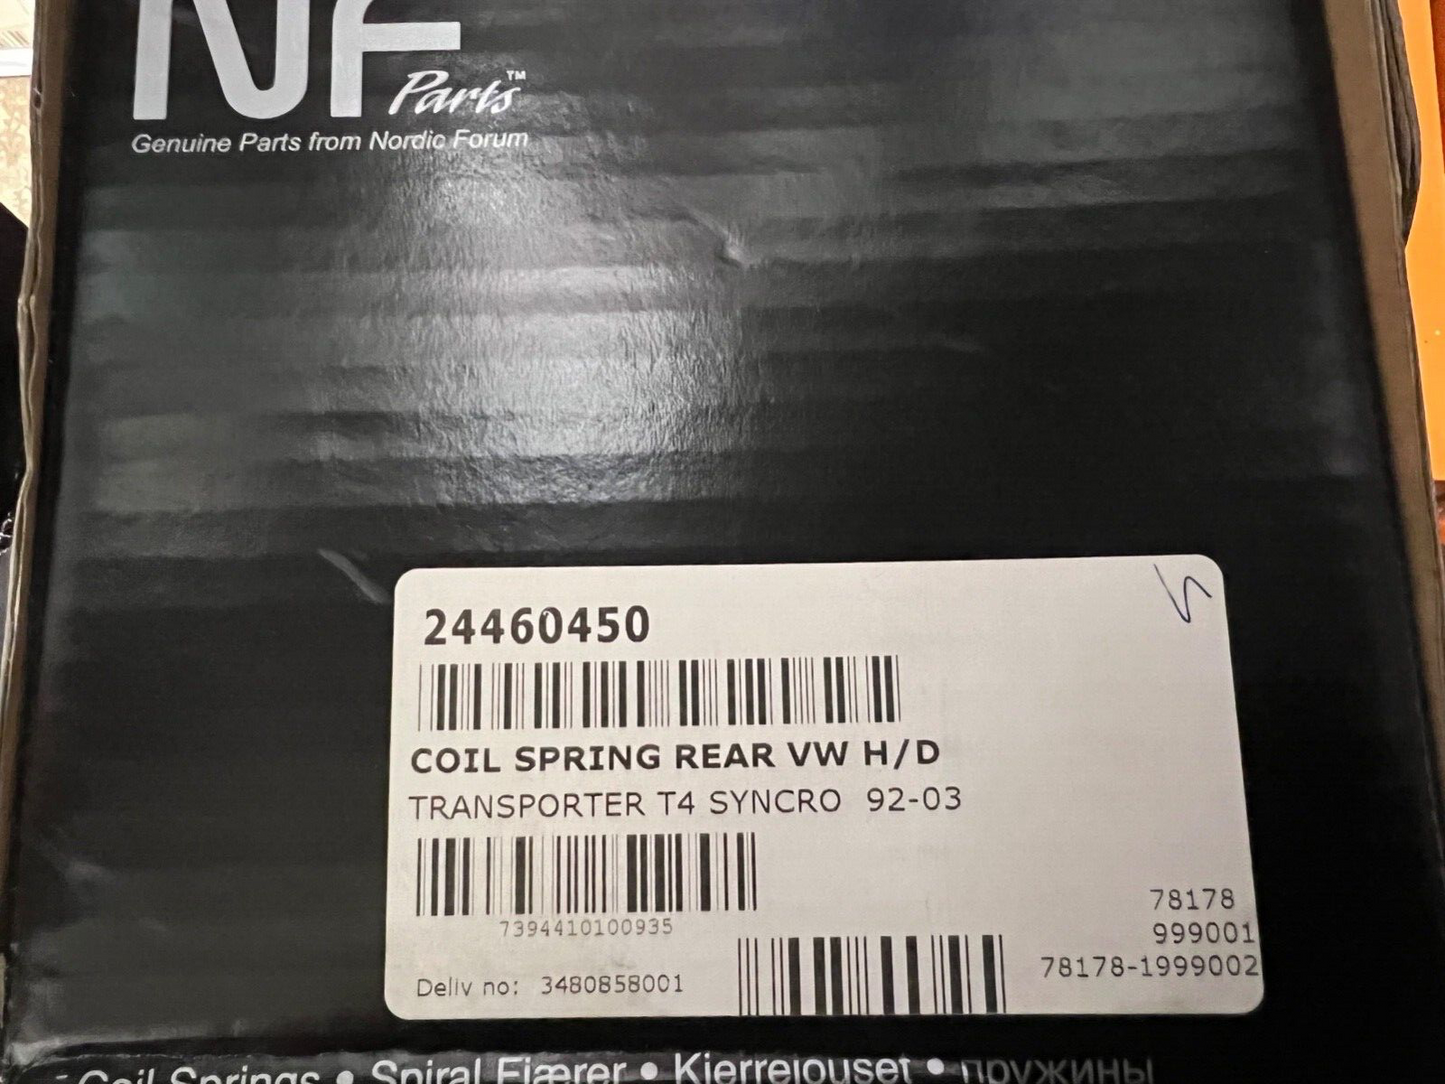 NF
Parts™
Genuine Parts from Nordic Forum
24460450
COIL SPRING REAR VW H/D
TRANSPORTER T4 SYNCRO 92-03
7394410100935
78178
999001
78178-1999002
Deliv no: 3480858001
Coil Springs • Spiral Fjærer • Kierrejouset • пружины